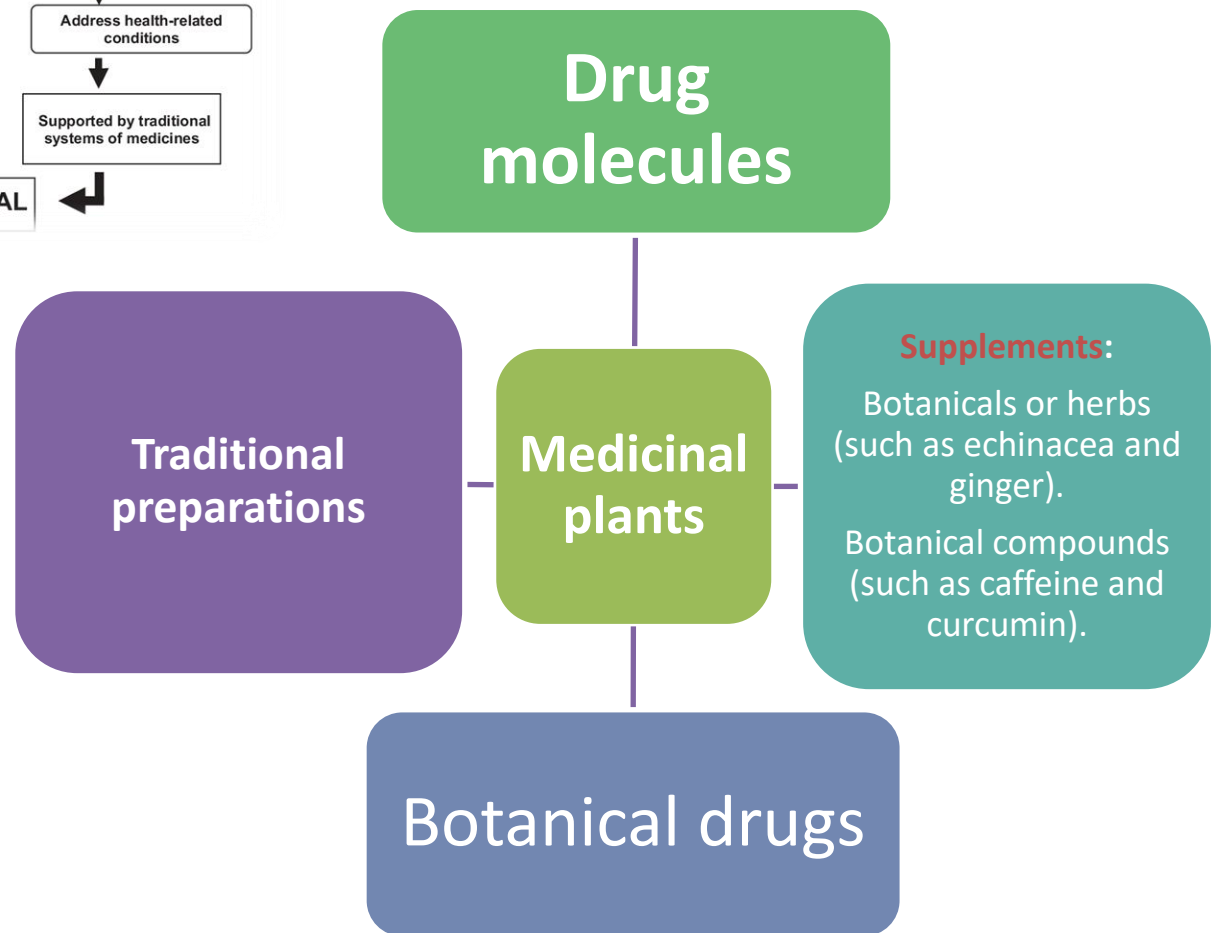 Address health-related
conditions
Supported by traditional
systems of medicines
AL
Drug
molecules
Traditional
preparations
Medicinal
plants
Supplements:
Botanicals or herbs
(such as echinacea and
ginger).
Botanical compounds
(such as caffeine and
curcumin).
Botanical drugs